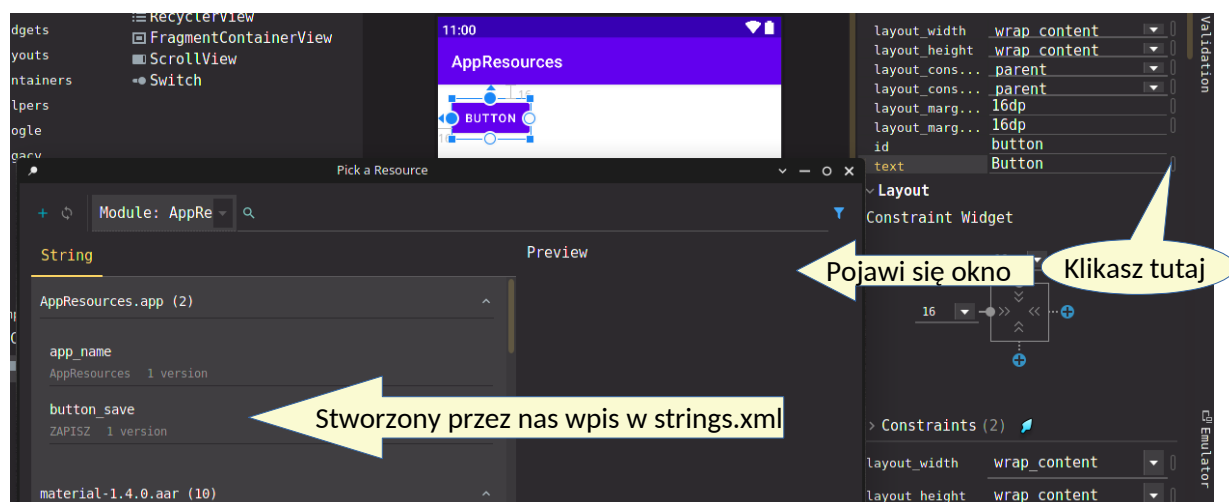 RecyclerView
dgets
FragmentContainerView
youts
ScrollView
ntainers
Switch
lpers
ogle
gacy
11:00
AppResources
16
BUTTON
16
layout_width wrap_content
layout_height wrap_content
layout_cons... parent
layout_cons... parent
layout_marg... 16dp
layout_marg... 16dp
id button
text Button
Validation
Layout
Constraint Widget
16
Klikasz tutaj
Pojawi się okno
Pick a Resource
Module: AppRe
String
Preview
AppResources.app (2)
app_name
AppResources 1 version
button_save
ZAPISZ 1 version
Stworzony przez nas wpis w strings.xml
material-1.4.0.aar (10)
Constraints (2)
layout_width wrap_content
layout_height wrap_content
Emulator